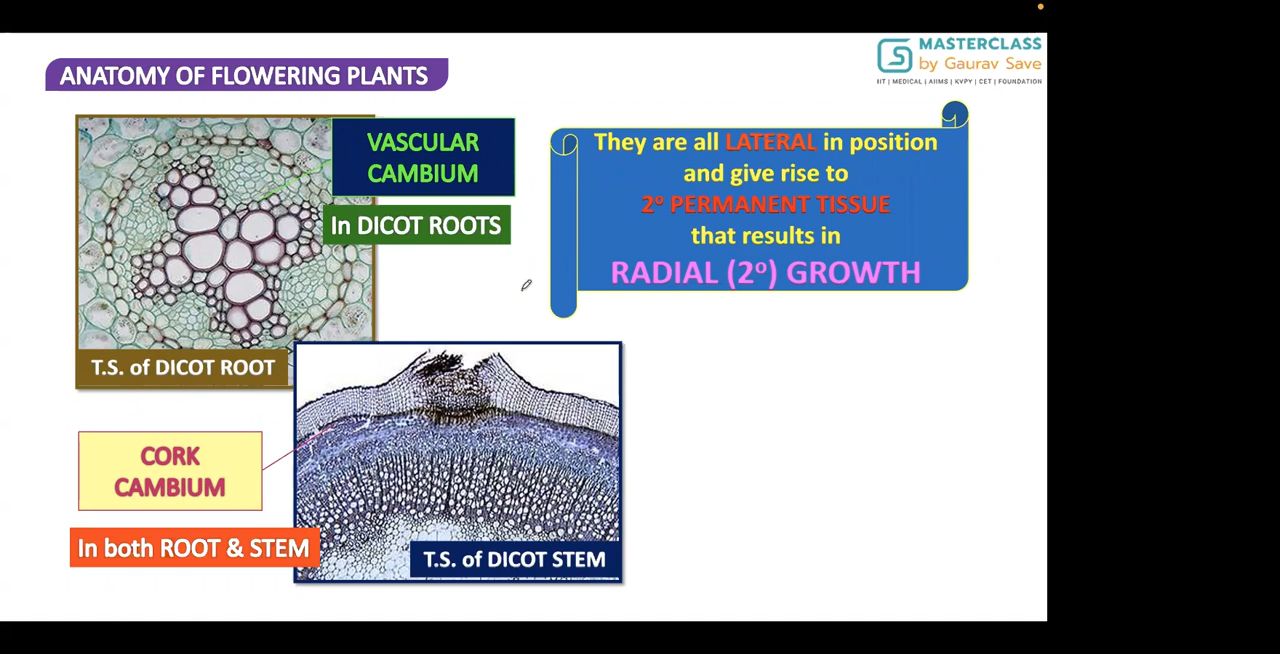 MASTERCLASS
by Gaurav Save
IIT | MEDICAL | AIIMS | KVPY | CET | FOUNDATION
ANATOMY OF FLOWERING PLANTS
VASCULAR
CAMBIUM
In DICOT ROOTS
T.S. of DICOT ROOT
They are all LATERAL in position
and give rise to
2º PERMANENT TISSUE
that results in
RADIAL (2º) GROWTH
CORK
CAMBIUM
In both ROOT & STEM
T.S. of DICOT STEM